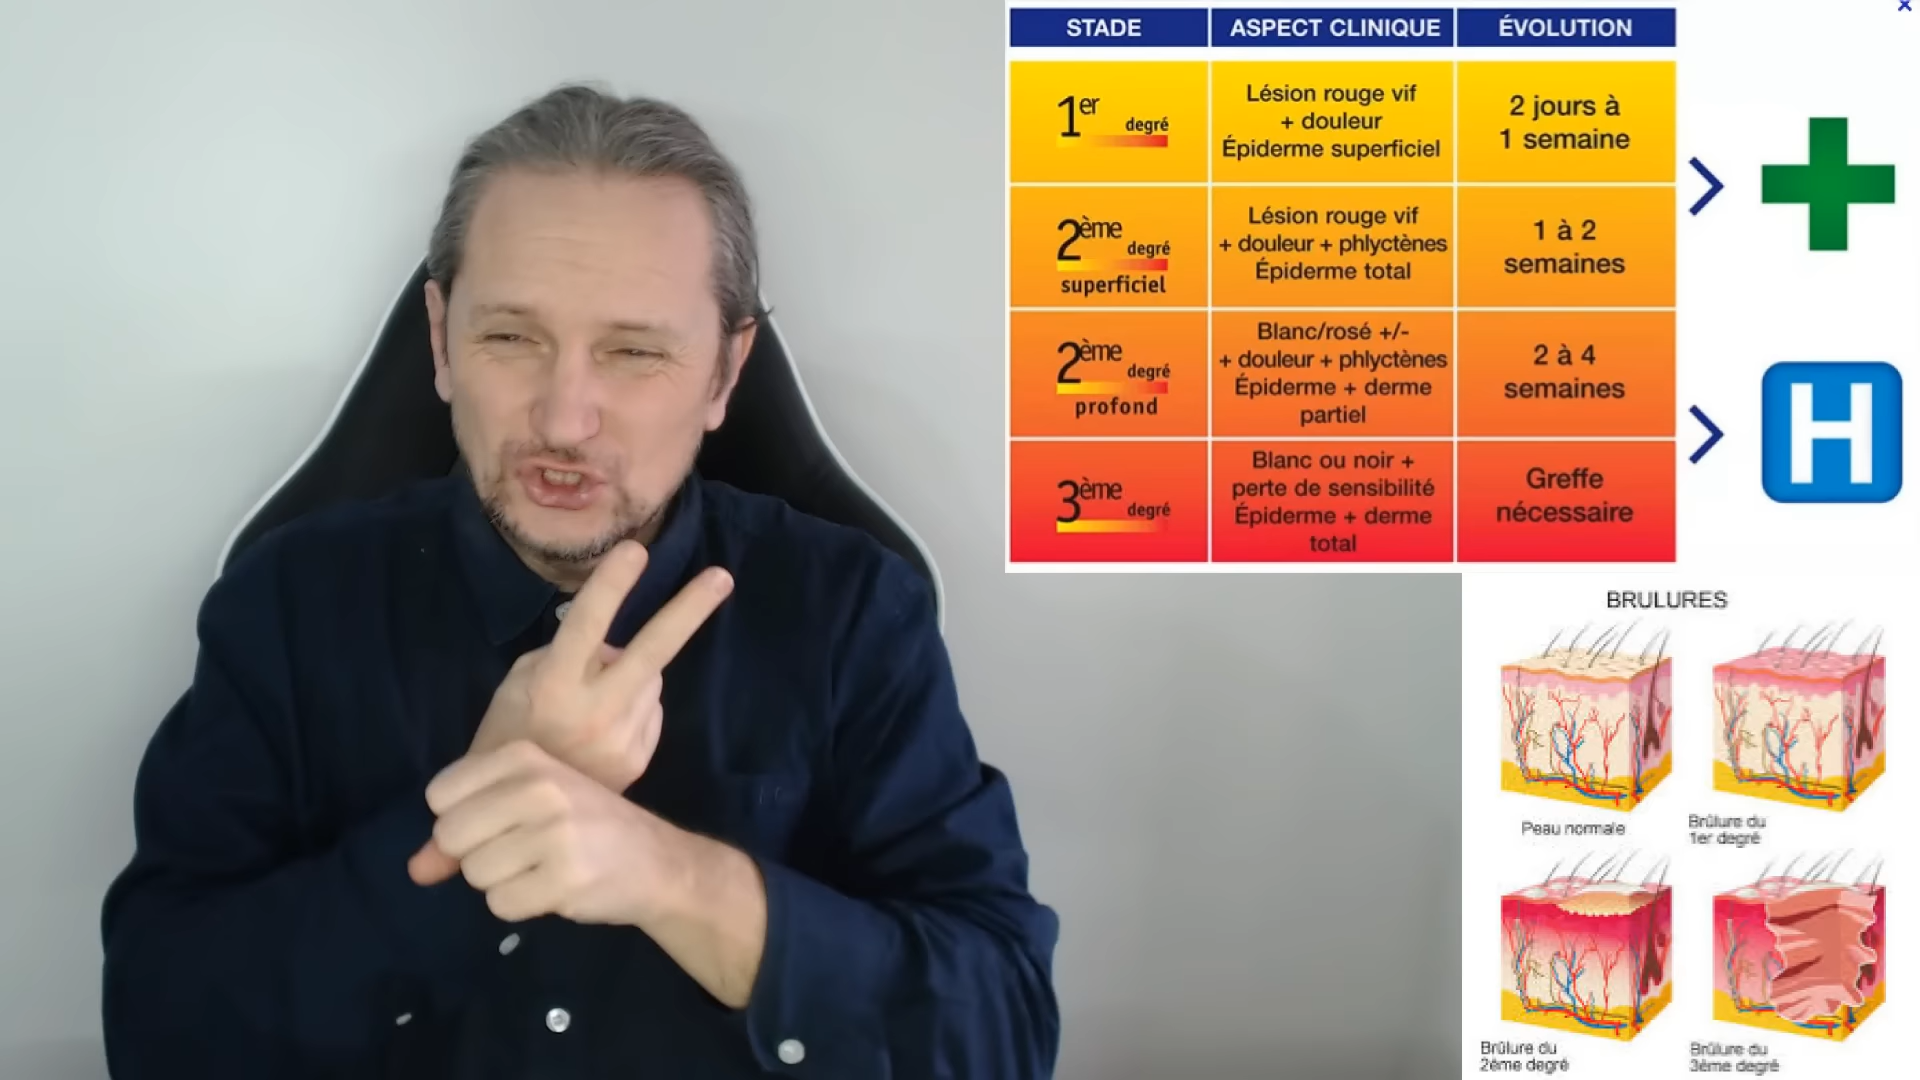 STADE
ASPECT CLINIQUE
ÉVOLUTION
1er
degré
Lésion rouge vif
+ douleur
Épiderme superficiel
2 jours à
1 semaine
2ème
degré
superficiel
Lésion rouge vif
+ douleur + phlyctènes
Épiderme total
1 à 2
semaines
2ème
degré
profond
Blanc/rosé +/-
+ douleur + phlyctènes
Épiderme + derme
partiel
2 à 4
semaines
3ème
degré
Blanc ou noir +
perte de sensibilité
Épiderme + derme
total
Greffe
nécessaire
H
BRULURES
Peau normale
Brûlure du
1er degré
Brûlure du
2ème degré
Brûlure du
3ème degré